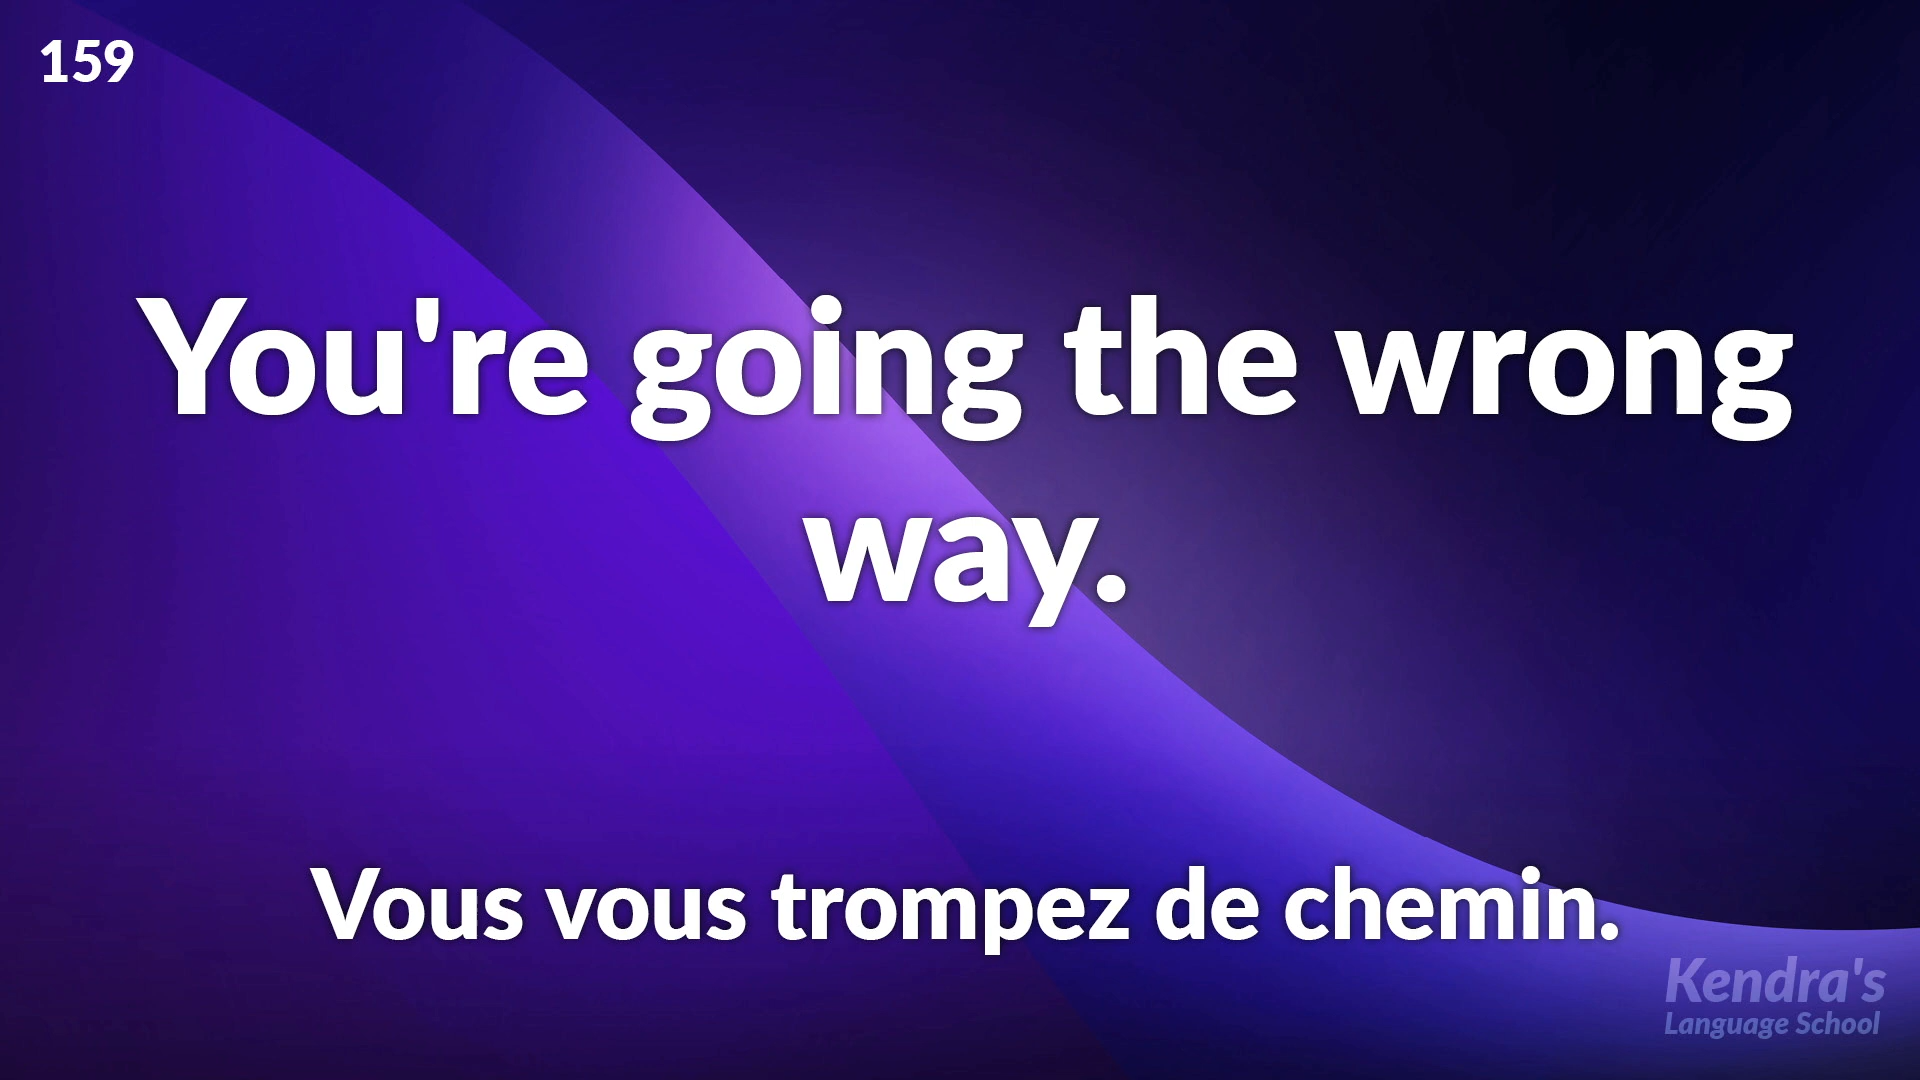 159
You're going the wrong
way.
Vous vous trompez de chemin.
Kendra's
Language School